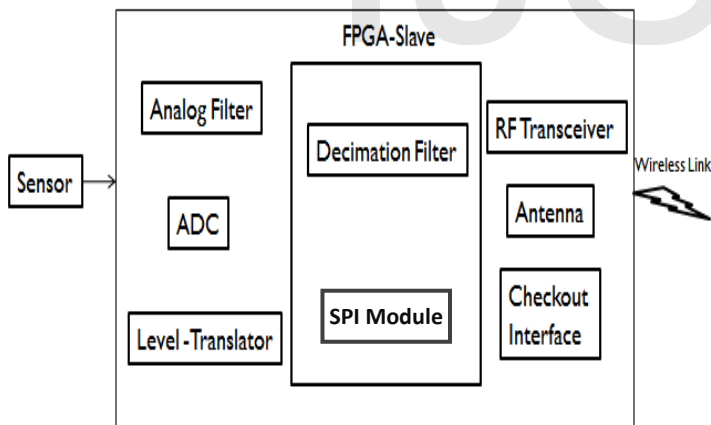 FPGA-Slave
Analog Filter
RF Transceiver
Decimation Filter
Wireless Link
Sensor
ADC
Antenna
Checkout
Interface
SPI Module
Level -Translator